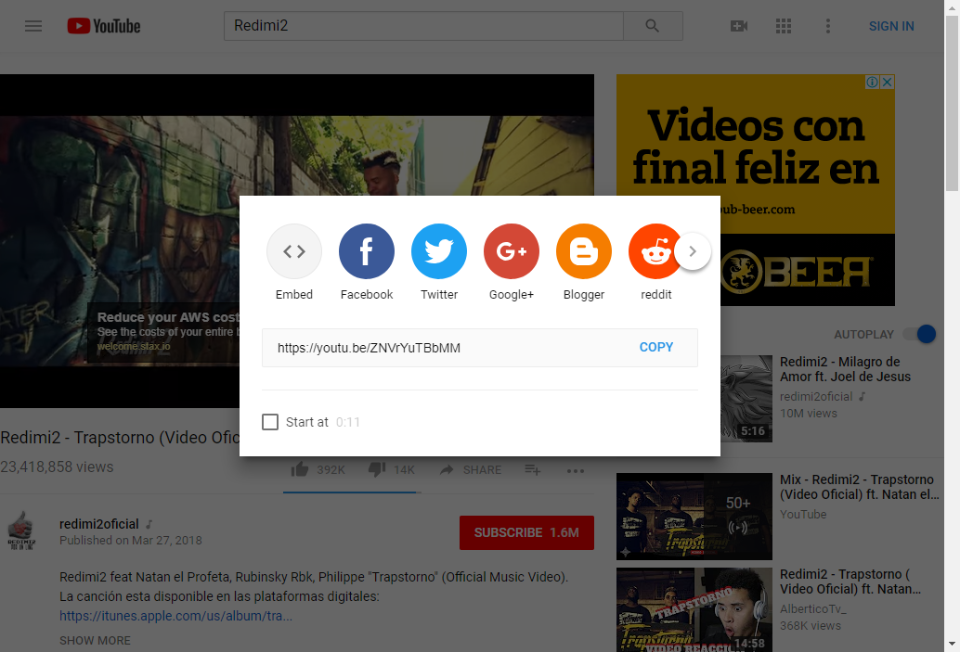 YouTube
Redimi2
SIGN IN
Videos con
final feliz en
pub-beer.com
BEER
Reduce your AWS cost
See the costs of your entire
welcome.stax.io
Embed
Facebook
Twitter
Google+
Blogger
reddit
https://youtu.be/ZNVrYuTBbMM
COPY
Start at 0:11
AUTOPLAY
Redimi2 - Milagro de
Amor ft. Joel de Jesus
redimi2oficial
10M views
5:16
Redimi2 - Trapstorno (Video Ofic
23,418,858 views
392K
14K
SHARE
redimi2oficial
Published on Mar 27, 2018
SUBSCRIBE 1.6M
Redimi2 feat Natan el Profeta, Rubinsky Rbk, Philippe "Trapstorno" (Official Music Video).
La canción esta disponible en las plataformas digitales:
https://itunes.apple.com/us/album/tra...
SHOW MORE
50+
Trapstorno
Mix - Redimi2 - Trapstorno
(Video Oficial) ft. Natan el...
YouTube
TRAPSTORNO
VIDEO REACCION
14:58
Redimi2 - Trapstorno (
Video Oficial) ft. Natan...
AlberticoTv_
368K views